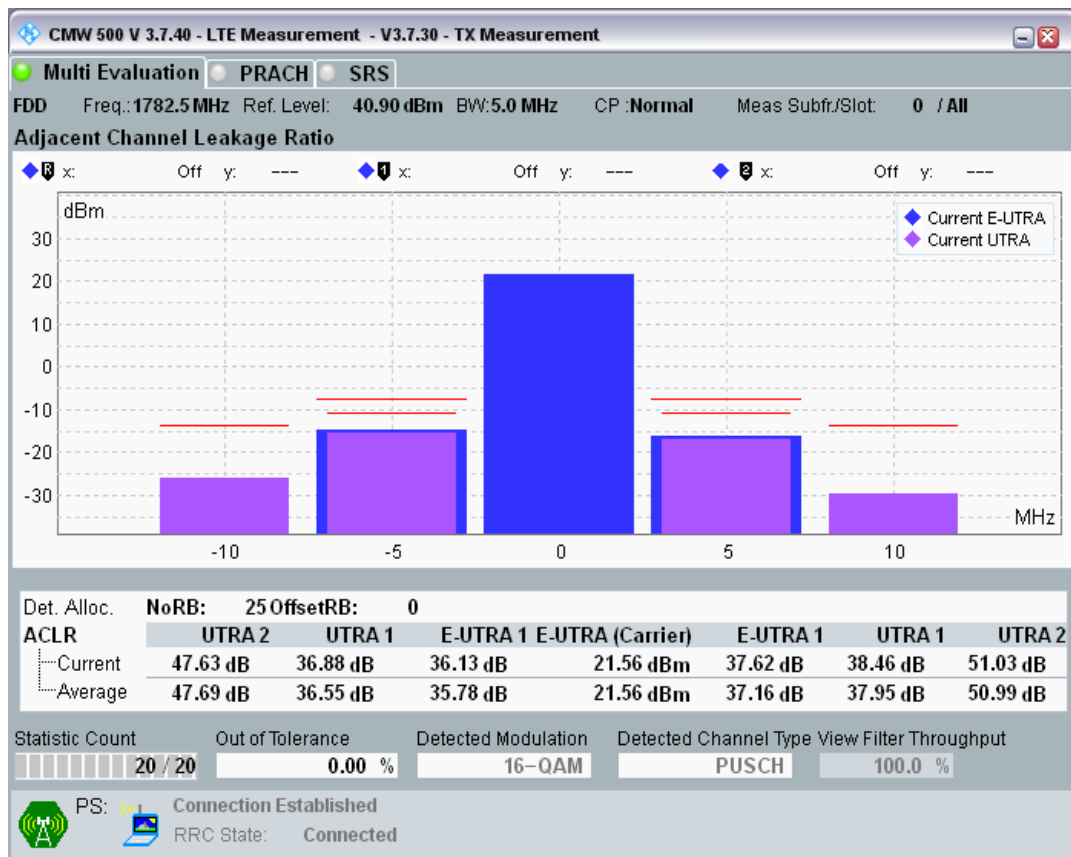 CMW 500 V 3.7.40 - LTE Measurement - V3.7.30 - TX Measurement
Multi Evaluation PRACH SRS
FDD Freq.:1782.5 MHz Ref. Level: 40.90 dBm BW:5.0 MHz CP :Normal Meas Subfr./Slot: 0 / All
Adjacent Channel Leakage Ratio
R x: Off y: --- 1 x: Off y: --- 2 x: Off y: ---
dBm
Current E-UTRA
Current UTRA
30
20
10
0
-10
-20
-30
MHz
-10 -5 0 5 10
Det. Alloc. NoRB: 25 OffsetRB: 0
ACLR UTRA 2 UTRA 1 E-UTRA 1 E-UTRA (Carrier) E-UTRA 1 UTRA 1 UTRA 2
Current 47.63 dB 36.88 dB 36.13 dB 21.56 dBm 37.62 dB 38.46 dB 51.03 dB
Average 47.69 dB 36.55 dB 35.78 dB 21.56 dBm 37.16 dB 37.95 dB 50.99 dB
Statistic Count Out of Tolerance Detected Modulation Detected Channel Type View Filter Throughput
20 / 20 0.00 % 16-QAM PUSCH 100.0 %
PS: Connection Established
RRC State: Connected